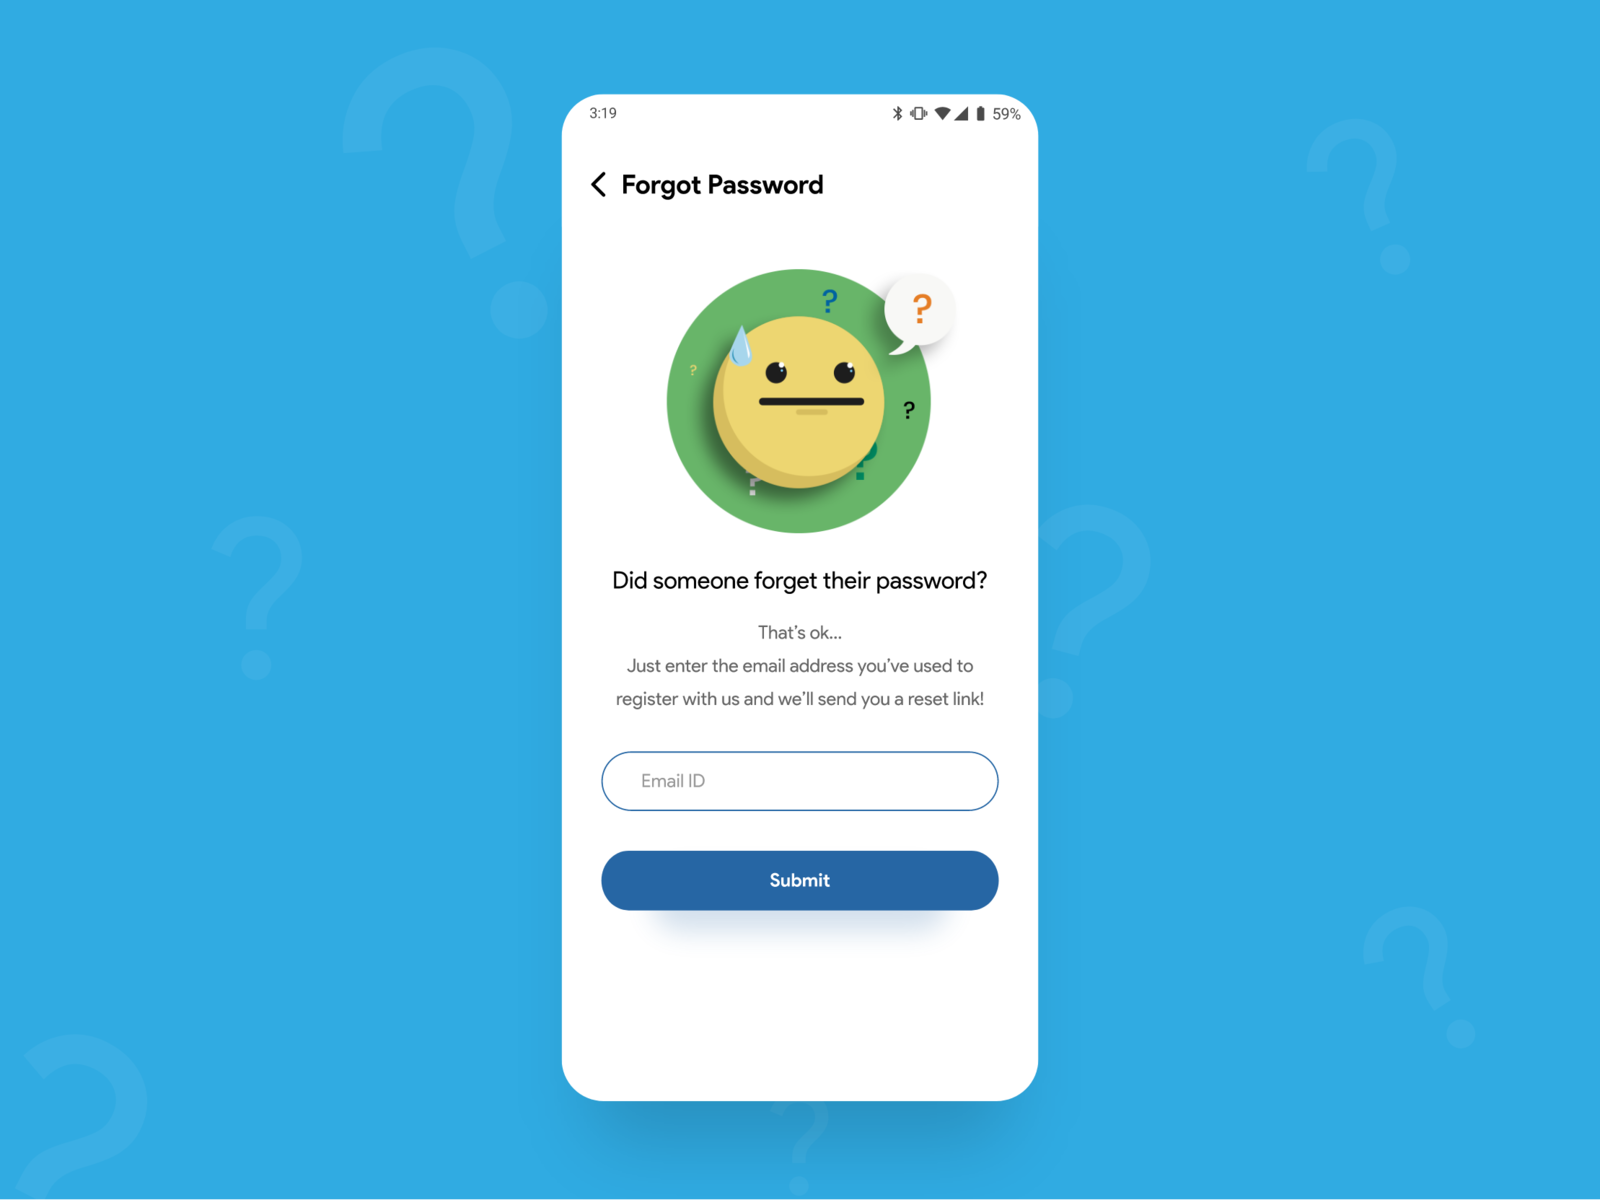 3:19 59%
Forgot Password
?
?
?
?
?
?
Did someone forget their password?
That’s ok...
Just enter the email address you’ve used to
register with us and we’ll send you a reset link!
Email ID
Submit